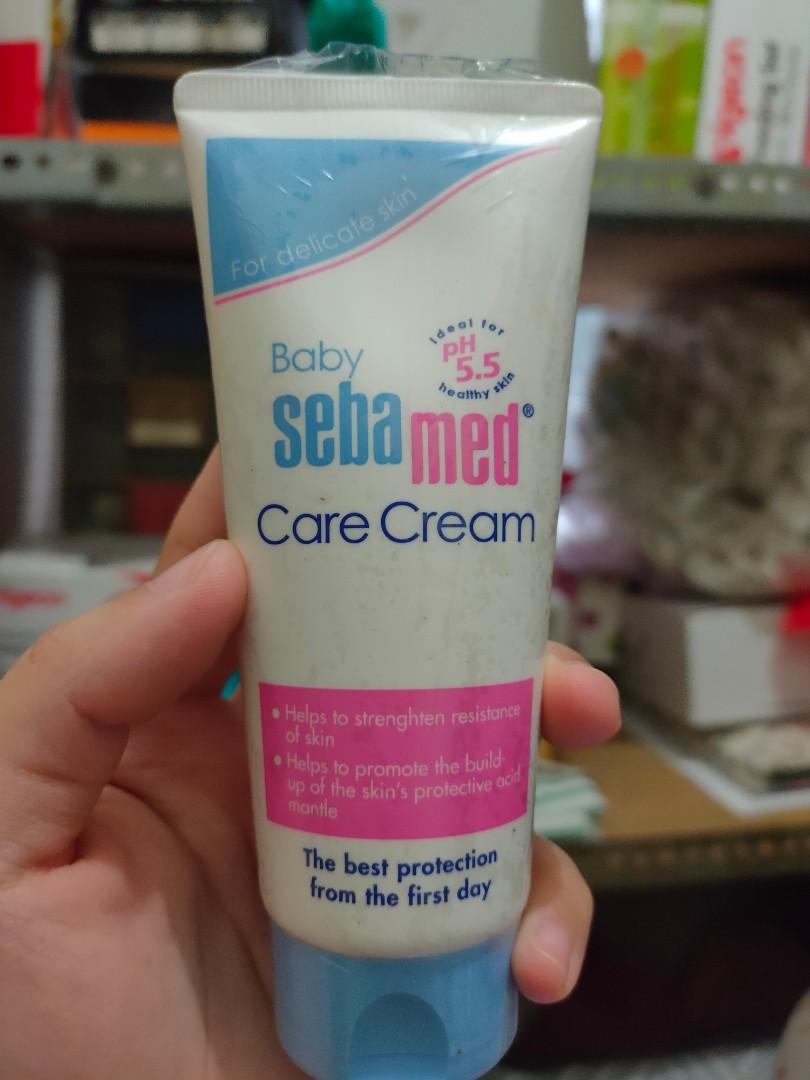 For delicate skin
Baby
ideal for
pH
5.5
healthy skin
sebamed®
Care Cream
• Helps to strenghten resistance
of skin
• Helps to promote the build-
up of the skin's protective acid
mantle
The best protection
from the first day